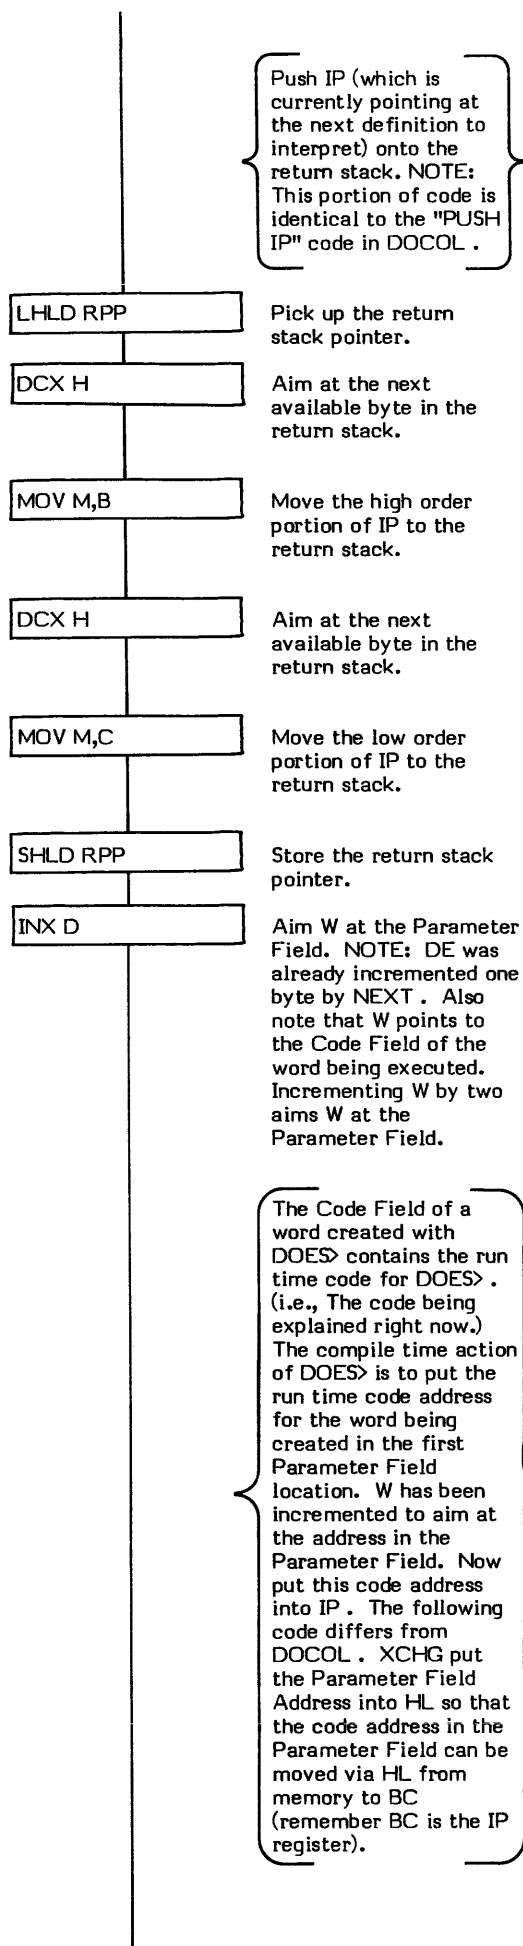 Push IP (which is
currently pointing at
the next definition to
interpret) onto the
return stack. NOTE:
This portion of code is
identical to the "PUSH
IP" code in DOCOL .
LHLD RPP
Pick up the return
stack pointer.
DCX H
Aim at the next
available byte in the
return stack.
MOV M,B
Move the high order
portion of IP to the
return stack.
DCX H
Aim at the next
available byte in the
return stack.
MOV M,C
Move the low order
portion of IP to the
return stack.
SHLD RPP
Store the return stack
pointer.
INX D
Aim W at the Parameter
Field. NOTE: DE was
already incremented one
byte by NEXT . Also
note that W points to
the Code Field of the
word being executed.
Incrementing W by two
aims W at the
Parameter Field.
The Code Field of a
word created with
DOES> contains the run
time code for DOES> .
(i.e., The code being
explained right now.)
The compile time action
of DOES> is to put the
run time code address
for the word being
created in the first
Parameter Field
location. W has been
incremented to aim at
the address in the
Parameter Field. Now
put this code address
into IP . The following
code differs from
DOCOL . XCHG put
the Parameter Field
Address into HL so that
the code address in the
Parameter Field can be
moved via HL from
memory to BC
(remember BC is the IP
register).